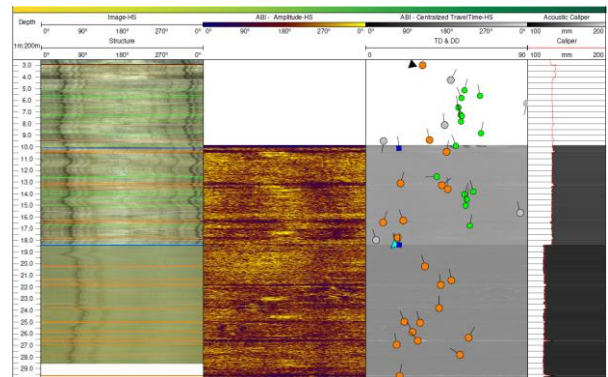 Depth
1m:200m
Image-HS
0° 90° 180° 270° 0°
Structure
0° 90° 180° 270° 0°
ABI - Amplitude-HS
0° 90° 180° 270° 0°
ABI - Centralized TravelTime-HS
0° 90° 180° 270° 0°
TD & DD
0 90
Acoustic Caliper
100 mm 200
Caliper
100 mm 200
3.0
4.0
5.0
6.0
7.0
8.0
9.0
10.0
11.0
12.0
13.0
14.0
15.0
16.0
17.0
18.0
19.0
20.0
21.0
22.0
23.0
24.0
25.0
26.0
27.0
28.0
29.0